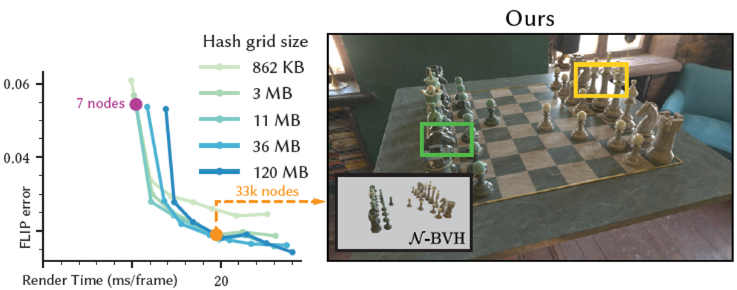 Ours
Hash grid size
862 KB
3 MB
11 MB
36 MB
120 MB
0.06
0.04
7 nodes
33k nodes
FLIP error
Render Time (ms/frame)
20
𝒩-BVH